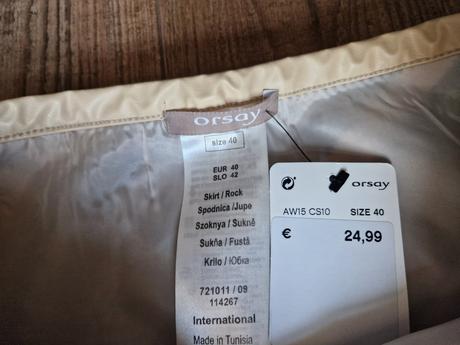 orsay
size 40
EUR 40
SLO 42
Skirt / Rock
Spodnica /Jupe
Szoknya / Sukně
Sukňa / Fustă
Krilo / Юбка
721011 / 09
114267
International
Made in Tunisia
orsay
AW15 CS10 SIZE 40
€ 24,99